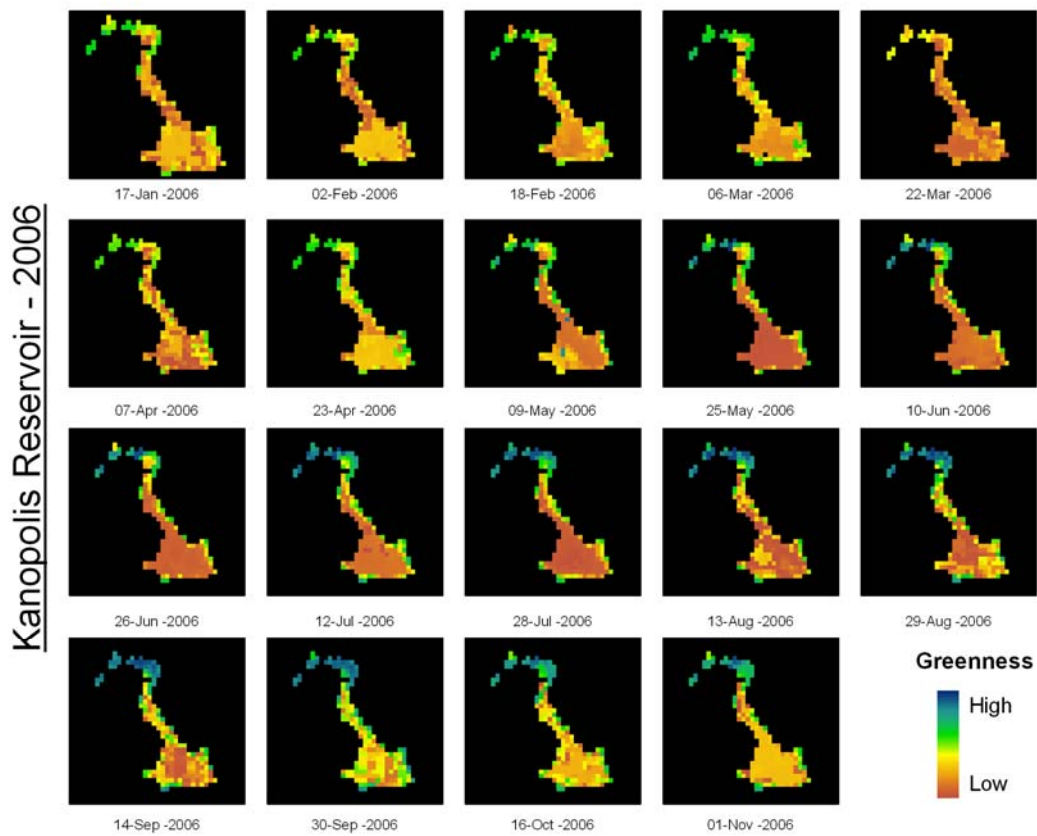 Kanopolis Reservoir - 2006
17-Jan -2006
02-Feb -2006
18-Feb -2006
06-Mar -2006
22-Mar -2006
07-Apr -2006
23-Apr -2006
09-May -2006
25-May -2006
10-Jun -2006
26-Jun -2006
12-Jul -2006
28-Jul -2006
13-Aug -2006
29-Aug -2006
14-Sep -2006
30-Sep -2006
16-Oct -2006
01-Nov -2006
Greenness
High
Low